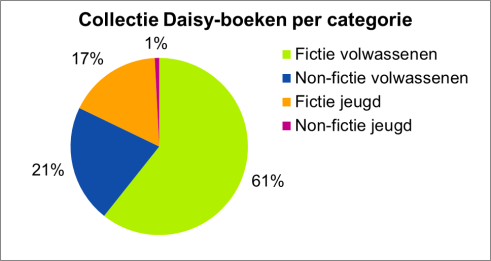 Collectie Daisy-boeken per categorie
1%
17%
21%
61%
Fictie volwassenen
Non-fictie volwassenen
Fictie jeugd
Non-fictie jeugd